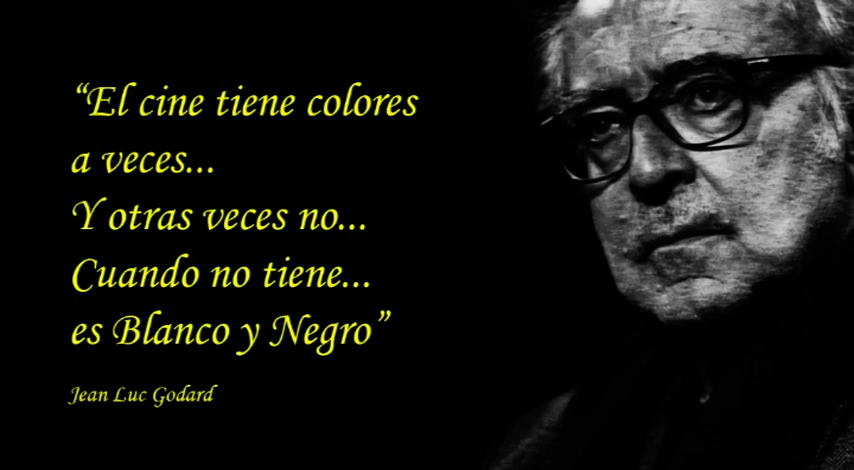 “El cine tiene colores
a veces...
Y otras veces no...
Cuando no tiene...
es Blanco y Negro”
Jean Luc Godard